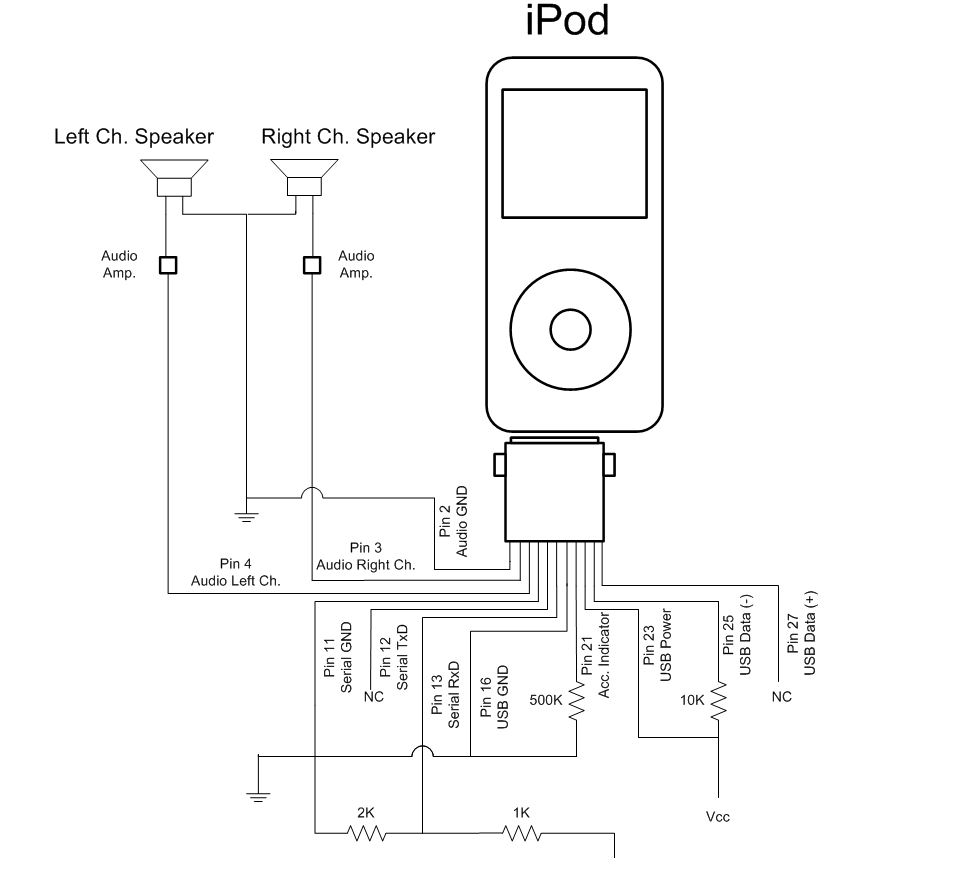 iPod
Left Ch. Speaker
Right Ch. Speaker
Audio
Amp.
Audio
Amp.
Pin 2
Audio GND
Pin 3
Audio Right Ch.
Pin 4
Audio Left Ch.
Pin 11
Serial GND
NC
Pin 12
Serial TxD
Pin 13
Serial RxD
Pin 16
USB GND
500K
Pin 21
Acc. Indicator
Pin 23
USB Power
10K
Pin 25
USB Data (-)
Pin 27
USB Data (+)
NC
Vcc
2K
1K